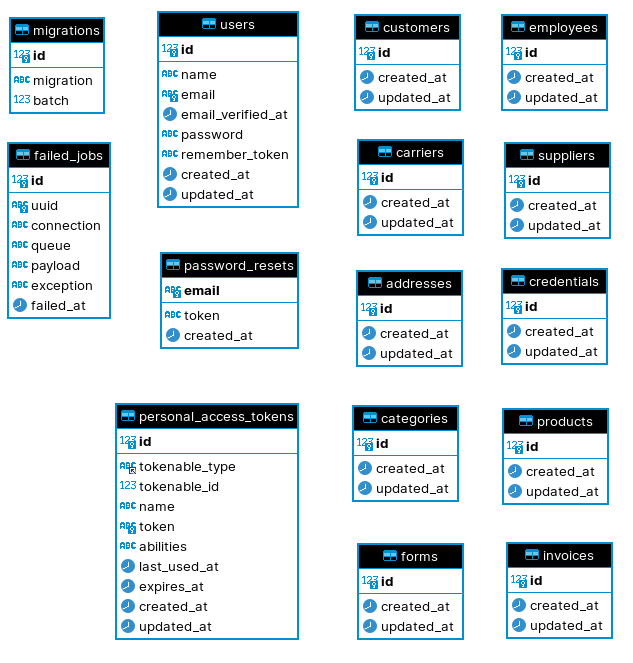 migrations
id
migration
batch
users
id
name
email
email_verified_at
password
remember_token
created_at
updated_at
customers
id
created_at
updated_at
employees
id
created_at
updated_at
failed_jobs
id
uuid
connection
queue
payload
exception
failed_at
carriers
id
created_at
updated_at
suppliers
id
created_at
updated_at
password_resets
email
token
created_at
addresses
id
created_at
updated_at
credentials
id
created_at
updated_at
personal_access_tokens
id
tokenable_type
tokenable_id
name
token
abilities
last_used_at
expires_at
created_at
updated_at
categories
id
created_at
updated_at
products
id
created_at
updated_at
forms
id
created_at
updated_at
invoices
id
created_at
updated_at